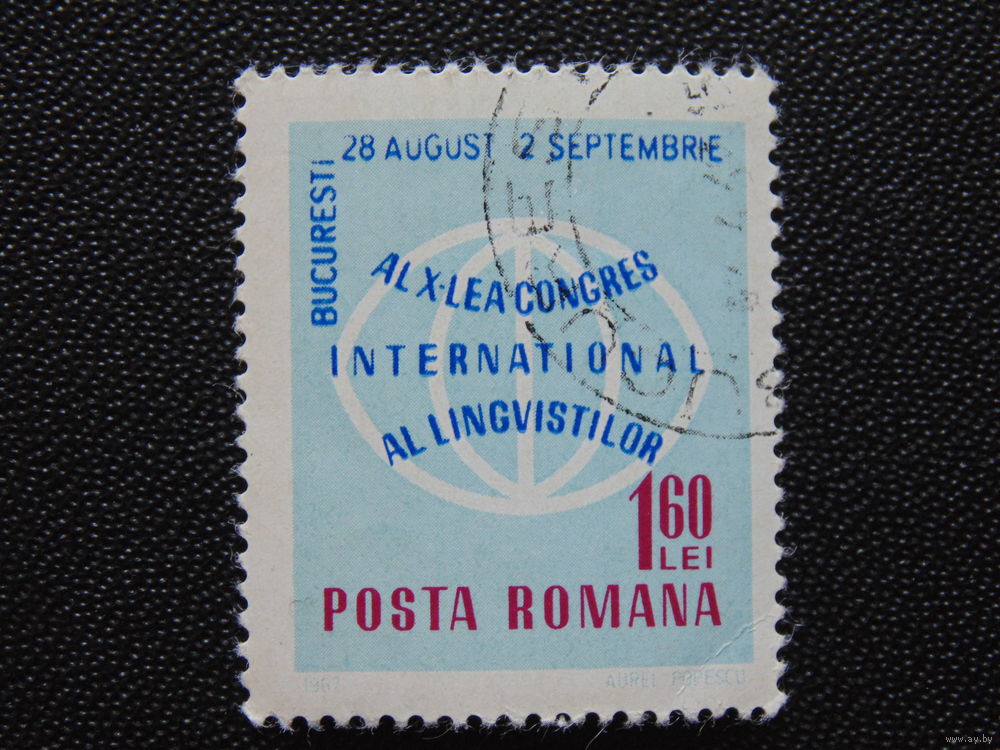 28 AUGUST 2 SEPTEMBRIE
BUCURESTI
AL X-LEA CONGRES
INTERNATIONAL
AL LINGVISTILOR
1.60
LEI
POSTA ROMANA
1967
AUREL POPESCU
www.ay.by